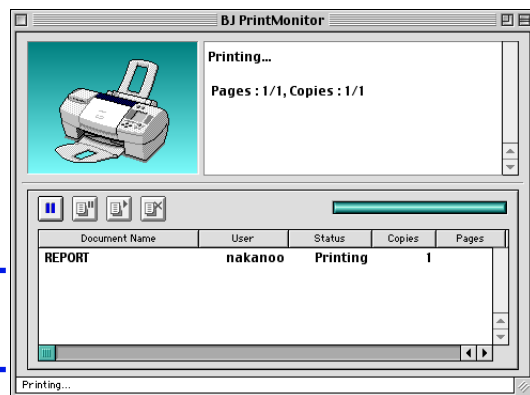 BJ PrintMonitor
Printing...
Pages : 1/1, Copies : 1/1
Document Name User Status Copies Pages
REPORT nakanoo Printing 1
Printing...